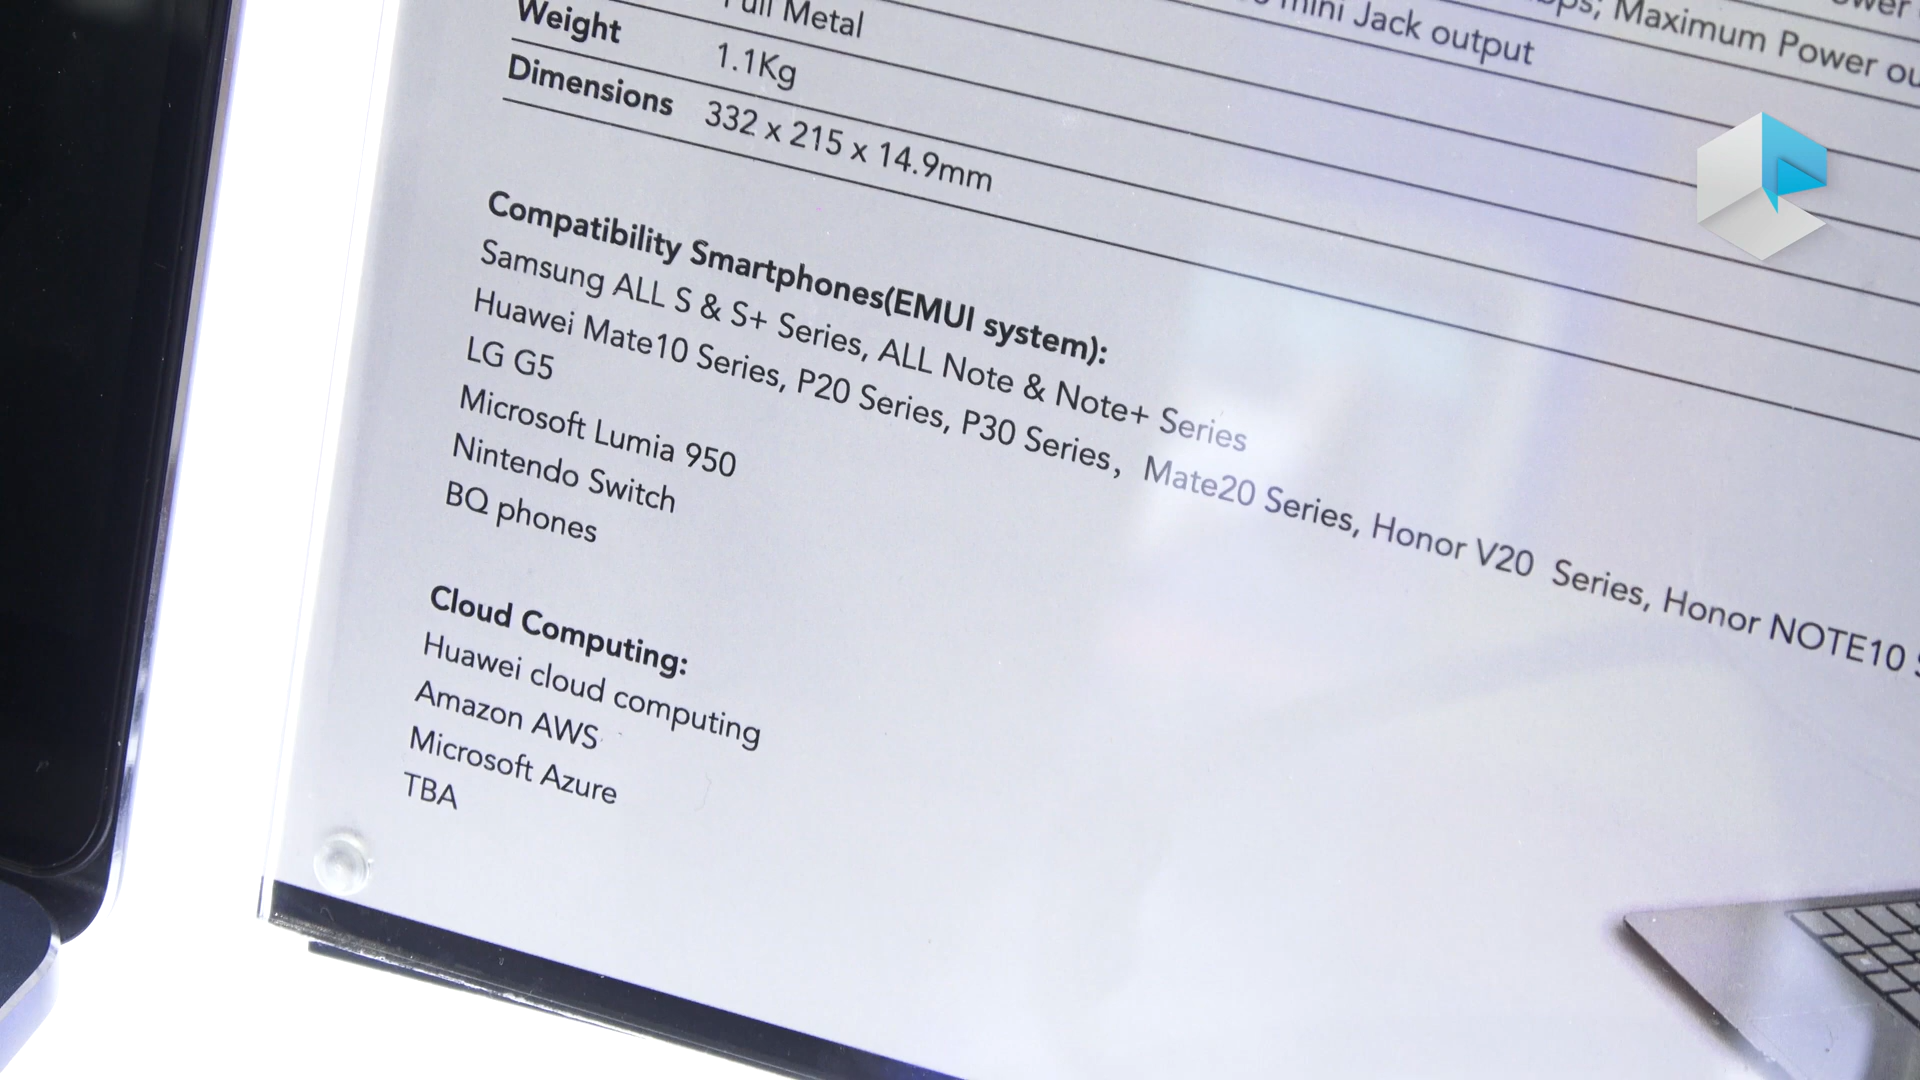 Full Metal
Weight 1.1Kg
Dimensions 332 x 215 x 14.9mm
mini Jack output
Maximum Power
Compatibility Smartphones(EMUI system):
Samsung ALL S & S+ Series, ALL Note & Note+ Series
Huawei Mate10 Series, P20 Series, P30 Series, Mate20 Series, Honor V20 Series, Honor NOTE10
LG G5
Microsoft Lumia 950
Nintendo Switch
BQ phones
Cloud Computing:
Huawei cloud computing
Amazon AWS
Microsoft Azure
TBA